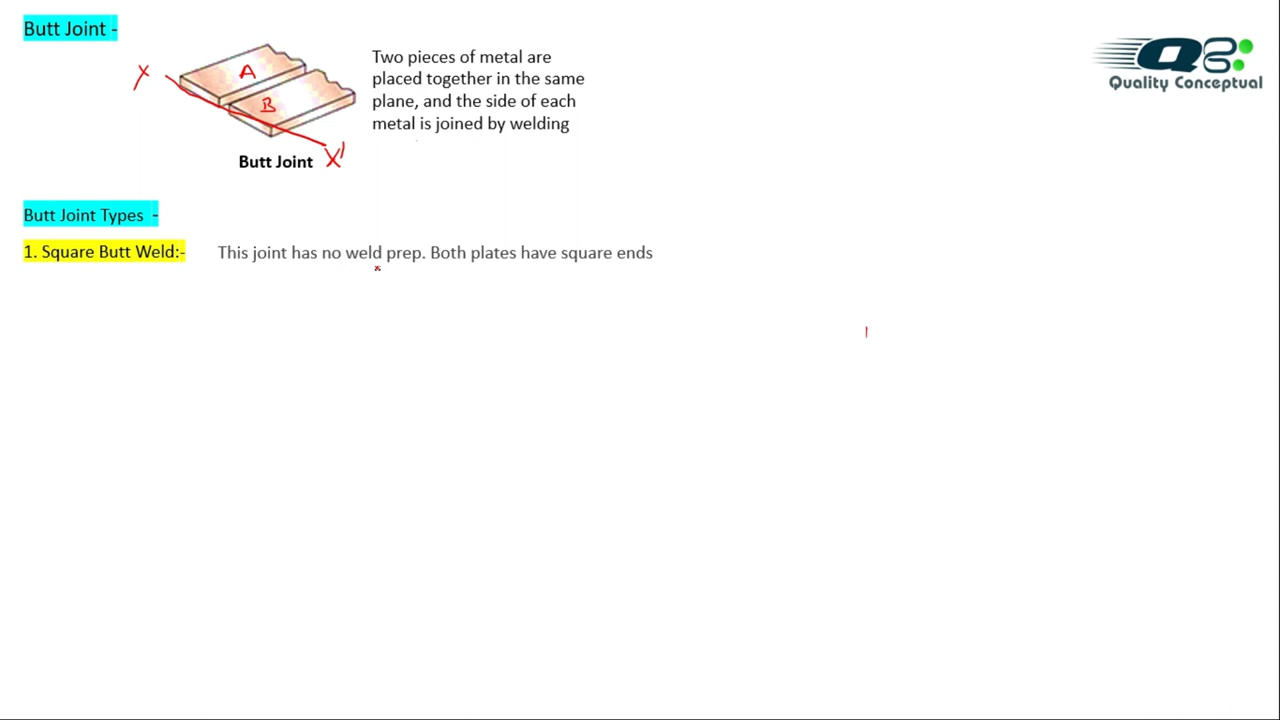 Butt Joint -
Two pieces of metal are
placed together in the same
plane, and the side of each
metal is joined by welding
X
A
B
Butt Joint X'
Quality Conceptual
Butt Joint Types -
1. Square Butt Weld:- This joint has no weld prep. Both plates have square ends